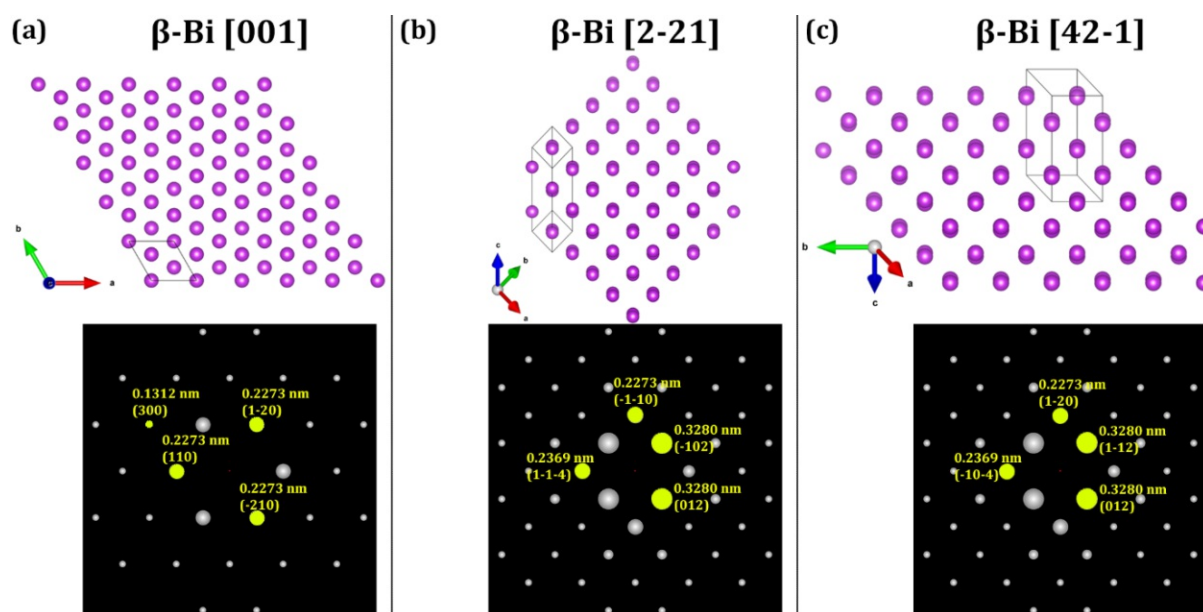 (a)
β-Bi [001]
b
a
0.1312 nm
(300)
0.2273 nm
(1-20)
0.2273 nm
(110)
0.2273 nm
(-210)
(b)
β-Bi [2-21]
c
b
a
0.2273 nm
(-1-10)
0.3280 nm
(-102)
0.2369 nm
(1-1-4)
0.3280 nm
(012)
(c)
β-Bi [42-1]
b
a
c
0.2273 nm
(1-20)
0.3280 nm
(1-12)
0.2369 nm
(-10-4)
0.3280 nm
(012)